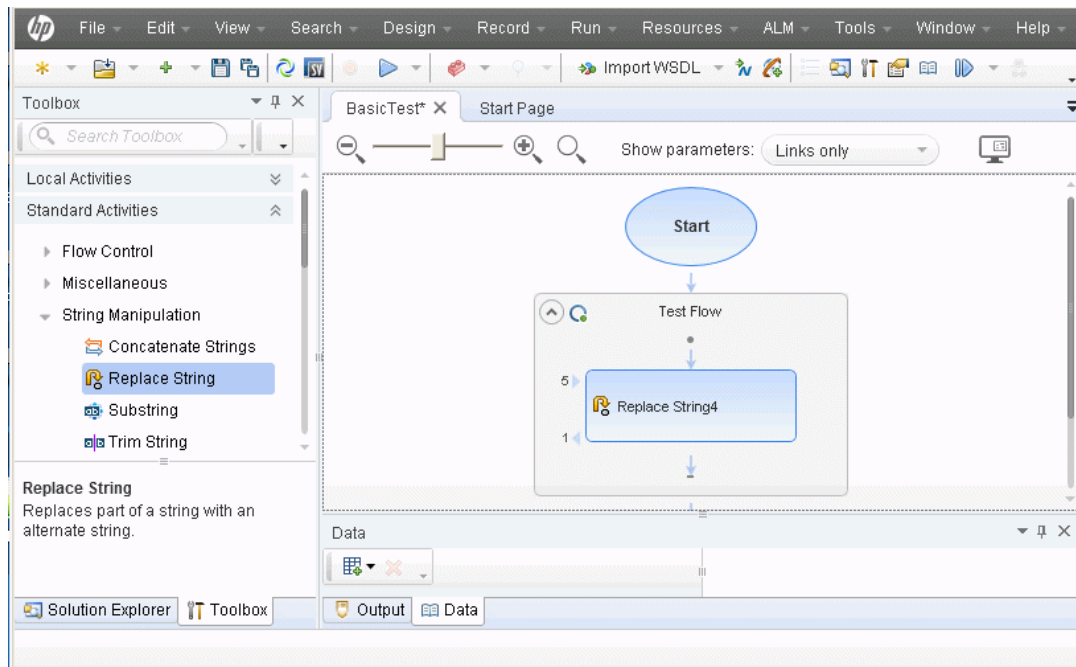 hp File Edit View Search Design Record Run Resources ALM Tools Window Help
Import WSDL
Toolbox
BasicTest* Start Page
Search Toolbox
Show parameters: Links only
Local Activities
Standard Activities
Flow Control
Miscellaneous
String Manipulation
Concatenate Strings
Replace String
Substring
Trim String
Start
Test Flow
5
Replace String4
1
Replace String
Replaces part of a string with an
alternate string.
Data
Solution Explorer Toolbox
Output Data